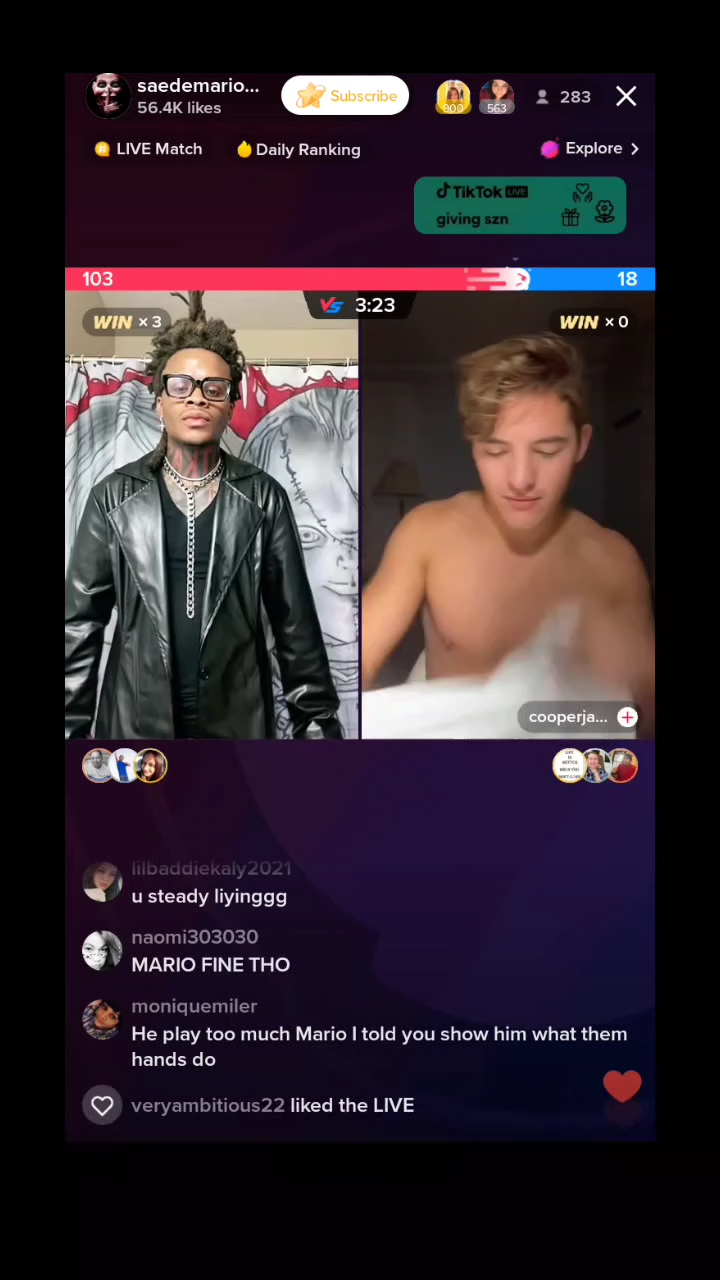 saedemario...
56.4K likes
Subscribe
800
563
283
LIVE Match
Daily Ranking
Explore
TikTok LIVE
giving szn
103
18
VS 3:23
WIN × 3
WIN × 0
cooperja...
lilbaddiekaly2021
u steady liyinggg
naomi303030
MARIO FINE THO
moniquemiler
He play too much Mario I told you show him what them
hands do
veryambitious22 liked the LIVE